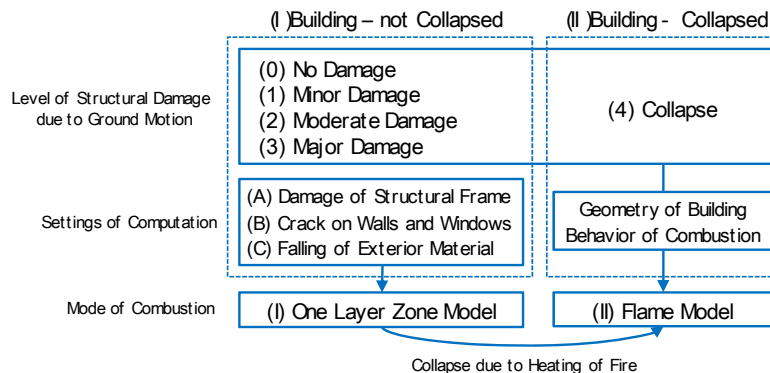 (I)Building – not Collapsed
(II)Building - Collapsed
Level of Structural Damage
due to Ground Motion
(0) No Damage
(1) Minor Damage
(2) Moderate Damage
(3) Major Damage
(4) Collapse
Settings of Computation
(A) Damage of Structural Frame
(B) Crack on Walls and Windows
(C) Falling of Exterior Material
Geometry of Building
Behavior of Combustion
Mode of Combustion
(I) One Layer Zone Model
(II) Flame Model
Collapse due to Heating of Fire